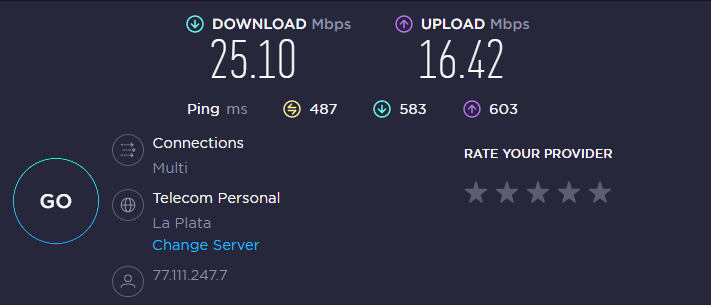 DOWNLOAD Mbps
UPLOAD Mbps
25.10
16.42
Ping ms 487 583 603
Connections
Multi
RATE YOUR PROVIDER
GO
Telecom Personal
La Plata
Change Server
77.111.247.7